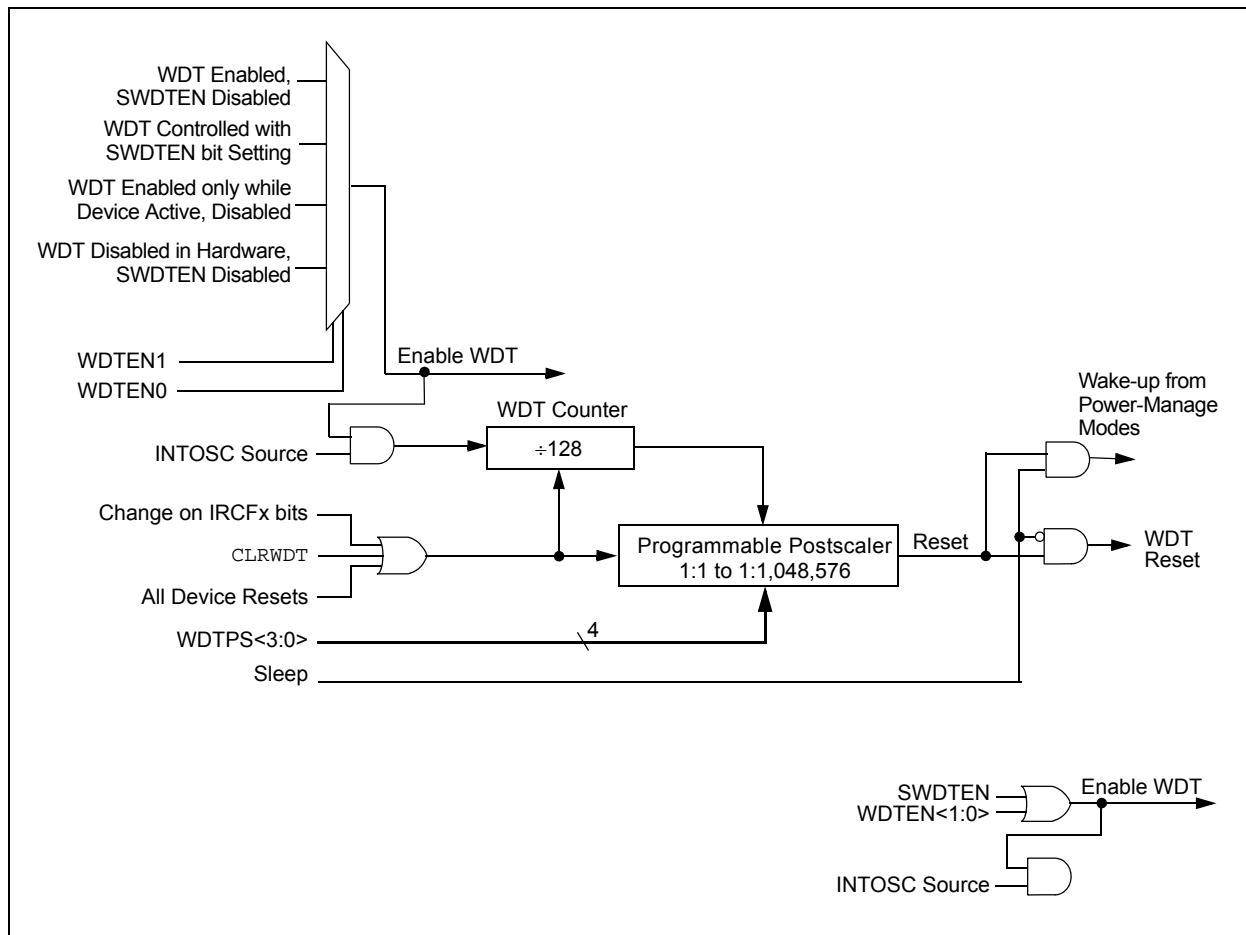 WDT Enabled,
SWDTEN Disabled
WDT Controlled with
SWDTEN bit Setting
WDT Enabled only while
Device Active, Disabled
WDT Disabled in Hardware,
SWDTEN Disabled
WDTEN1
WDTEN0
Enable WDT
WDT Counter
÷128
INTOSC Source
Wake-up from
Power-Manage
Modes
Change on IRCFx bits
CLRWDT
All Device Resets
Programmable Postscaler
1:1 to 1:1,048,576
Reset
WDT
Reset
WDTPS<3:0>
4
Sleep
SWDTEN
WDTEN<1:0>
Enable WDT
INTOSC Source